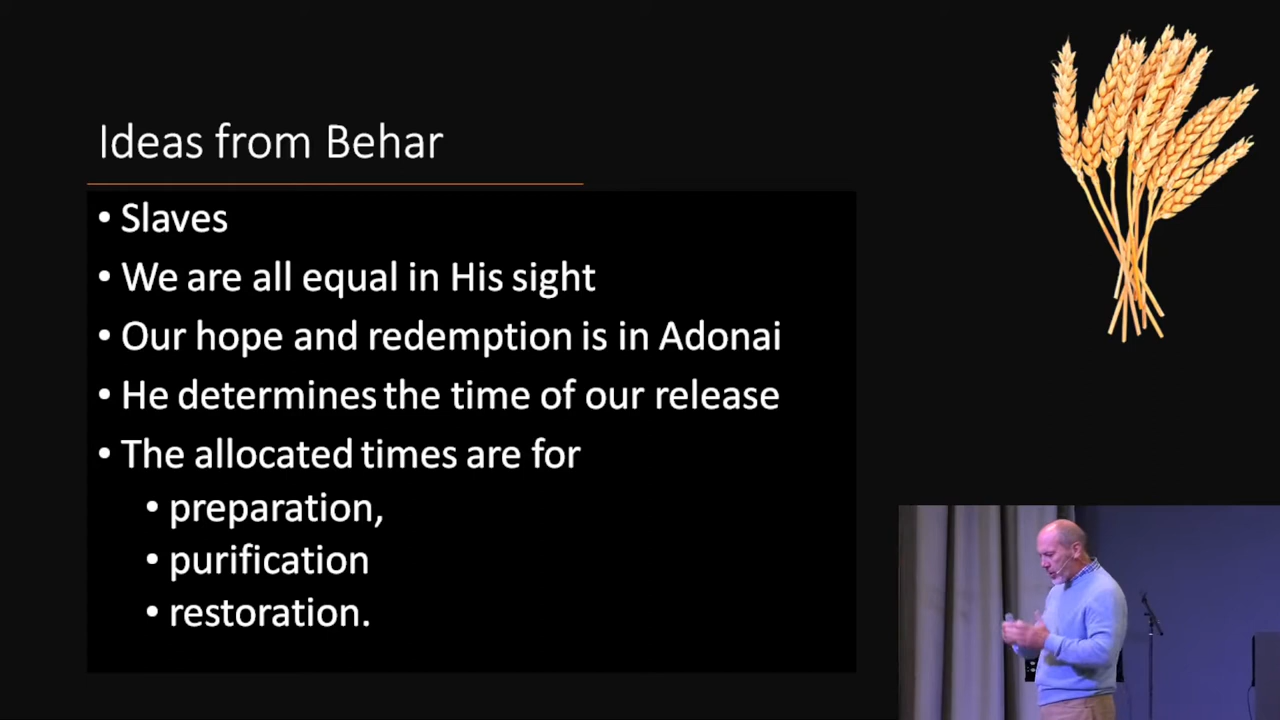 Ideas from Behar
• Slaves
• We are all equal in His sight
• Our hope and redemption is in Adonai
• He determines the time of our release
• The allocated times are for
• preparation,
• purification
• restoration.